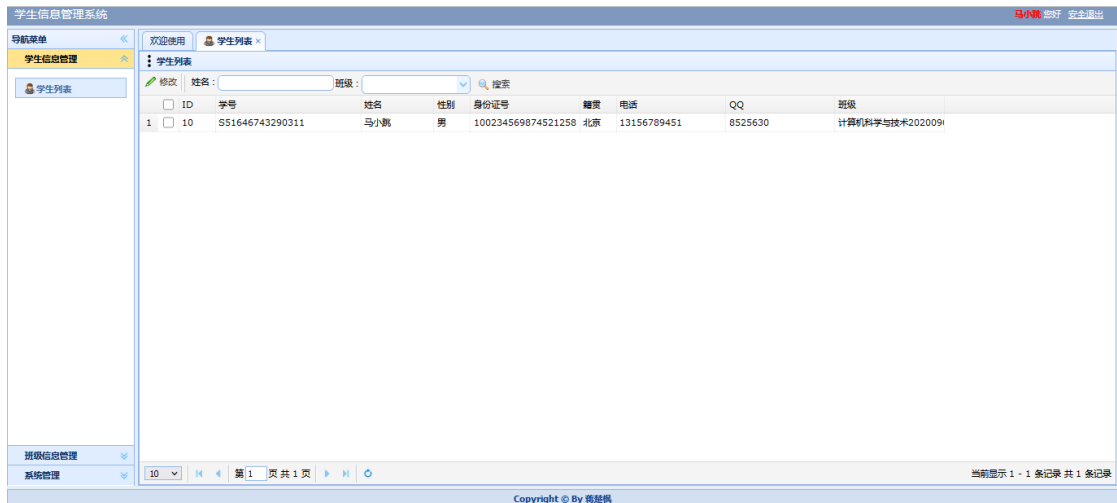 学生信息管理系统 马小跳 您好 安全退出
导航菜单
学生信息管理
学生列表
班级信息管理
系统管理
欢迎使用 学生列表
学生列表
修改 姓名: 班级: 搜索
ID 学号 姓名 性别 身份证号 籍贯 电话 QQ 班级
1 10 S51646743290311 马小跳 男 100234569874521258 北京 13156789451 8525630 计算机科学与技术2020090
10 第 1 页 共 1 页 当前显示 1 - 1 条记录 共 1 条记录
Copyright © By 蒋楚枫